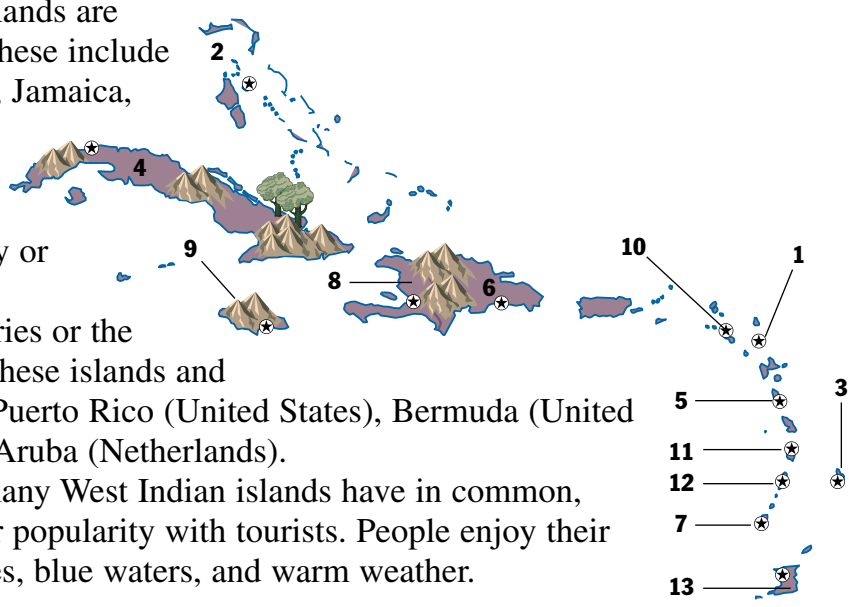 lands are
hese include
2
Jamaica,
4
y or
9
10
1
8
6
ries or the
hese islands and
5
3
Puerto Rico (United States), Bermuda (United
11
Aruba (Netherlands).
12
any West Indian islands have in common,
7
r popularity with tourists. People enjoy their
es, blue waters, and warm weather.
13